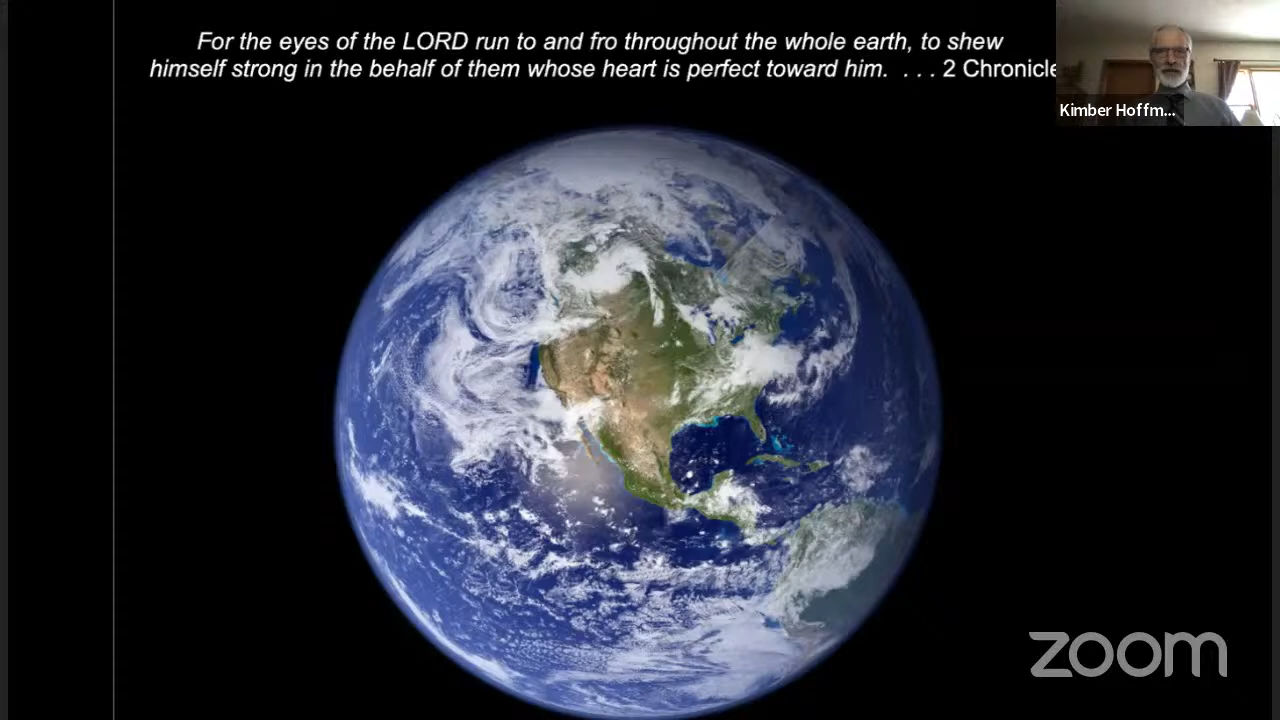 For the eyes of the LORD run to and fro throughout the whole earth, to shew
himself strong in the behalf of them whose heart is perfect toward him. . . . 2 Chronicle
Kimber Hoffm...
zoom